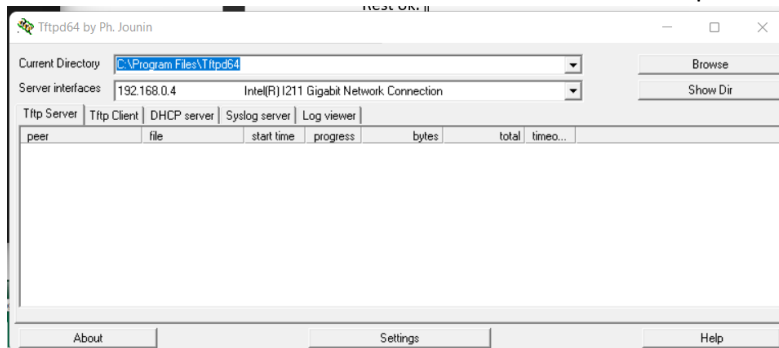 Rest ok.
Tftpd64 by Ph. Jounin
Current Directory C:\Program Files\Tftpd64 Browse
Server interfaces 192.168.0.4 Intel(R) I211 Gigabit Network Connection Show Dir
Tftp Server Tftp Client DHCP server Syslog server Log viewer
peer file start time progress bytes total timeo...
About Settings Help